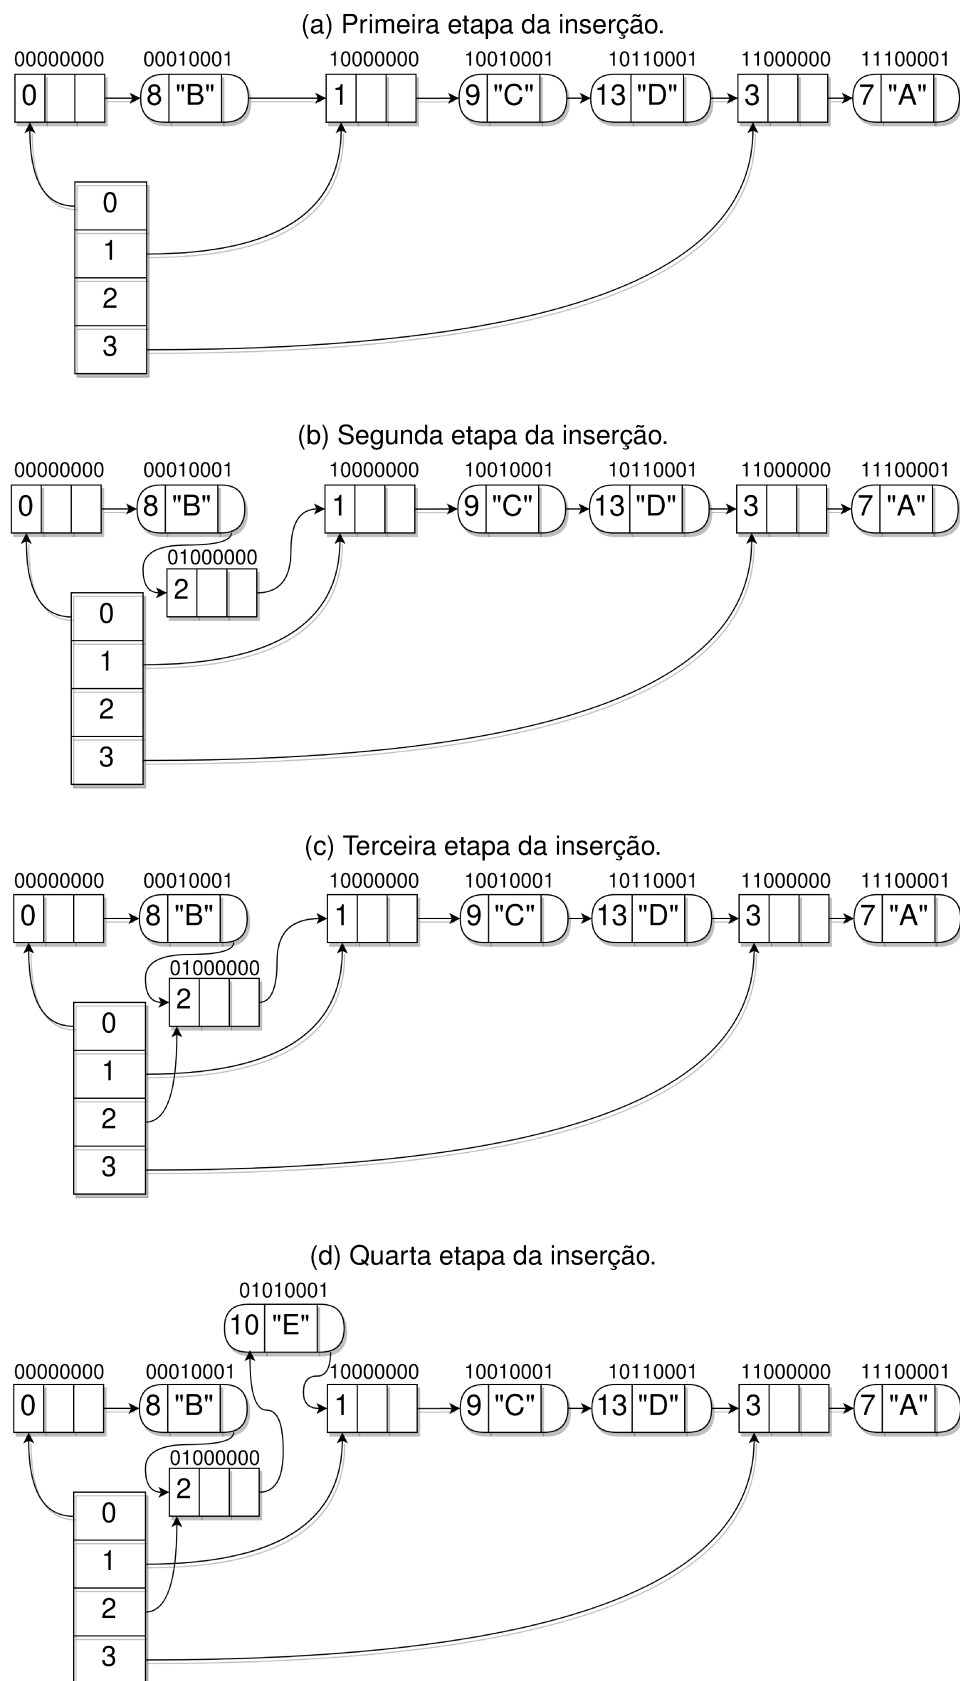 (a) Primeira etapa da inserção.
00000000 00010001 10000000 10010001 10110001 11000000 11100001
0 8 "B" 1 9 "C" 13 "D" 3 7 "A"
0
1
2
3
(b) Segunda etapa da inserção.
00000000 00010001 10000000 10010001 10110001 11000000 11100001
0 8 "B" 1 9 "C" 13 "D" 3 7 "A"
01000000
2
0
1
2
3
(c) Terceira etapa da inserção.
00000000 00010001 10000000 10010001 10110001 11000000 11100001
0 8 "B" 1 9 "C" 13 "D" 3 7 "A"
01000000
2
0
1
2
3
(d) Quarta etapa da inserção.
01010001
10 "E"
00000000 00010001 10000000 10010001 10110001 11000000 11100001
0 8 "B" 1 9 "C" 13 "D" 3 7 "A"
01000000
2
0
1
2
3